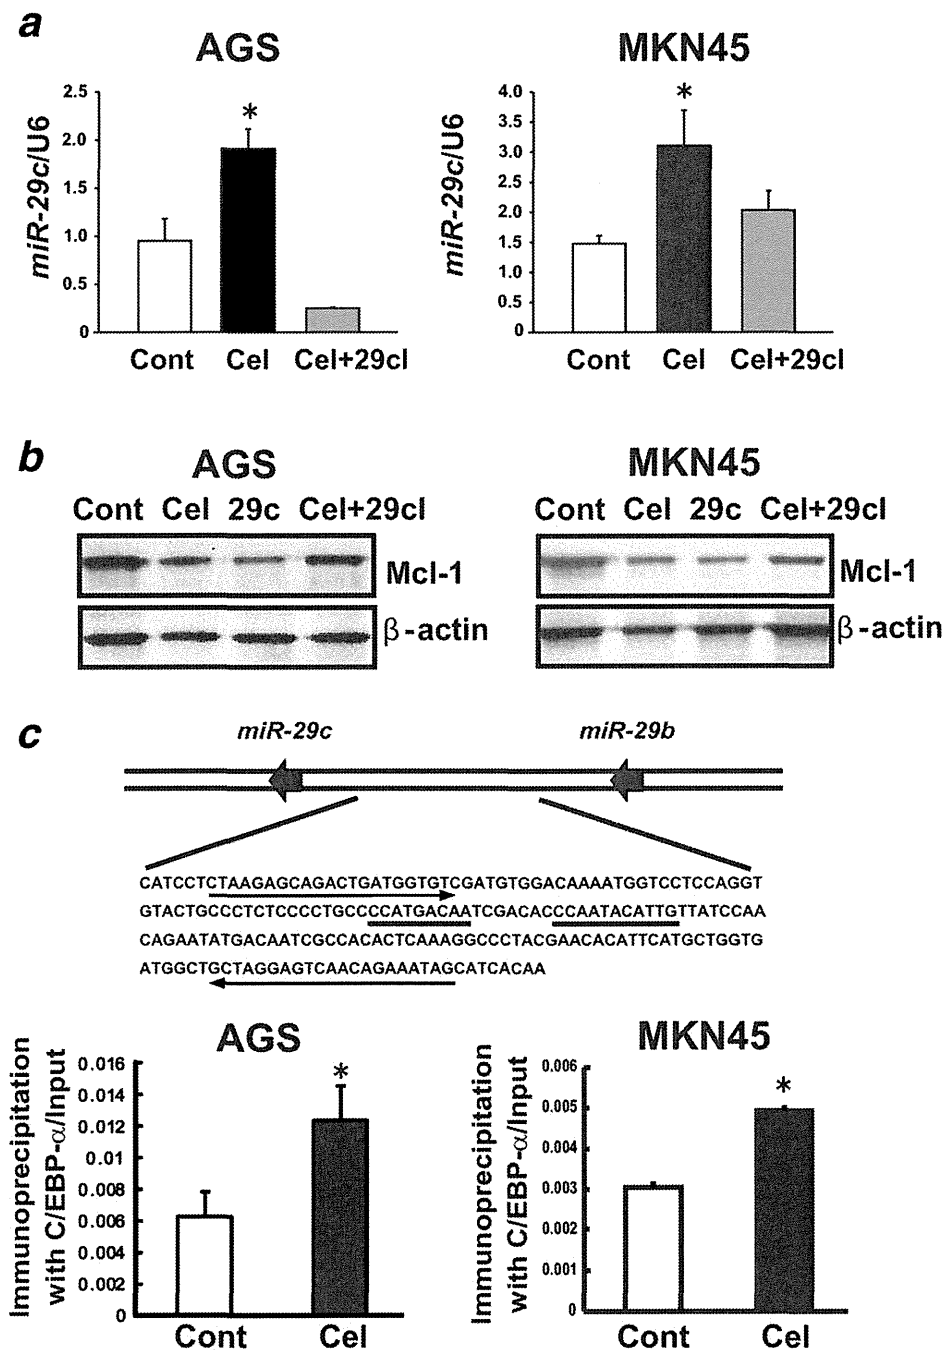 a
AGS
MKN45
miR-29c/U6
2.5
2.0
1.5
1.0
0.5
0
*
Cont Cel Cel+29cI
miR-29c/U6
4.0
3.5
3.0
2.5
2.0
1.5
1.0
0.5
0
*
Cont Cel Cel+29cI
b
AGS
MKN45
Cont Cel 29c Cel+29cI
Mcl-1
β-actin
Cont Cel 29c Cel+29cI
Mcl-1
β-actin
c
miR-29c
miR-29b
CATCCTCTAAGAGCAGACTGATGGTGTCGATGTGGACAAAATGGTCCTCCAGGT
GTACTGCCCTCTCCCCTGCCCCCATGACAATCGACACCCAATACATTGTTATCCAA
CAGAATATGACAATCGCCACACTCAAAGGCCCTACGAACACATTCATGCTGGTG
ATGGCTGCTAGGAGTCAACAGAAATAGCATCACAA
AGS
MKN45
Immunoprecipitation
with C/EBP-α/Input
0.016
0.014
0.012
0.01
0.008
0.006
0.004
0.002
0
*
Cont Cel
Immunoprecipitation
with C/EBP-α/Input
0.006
0.005
0.004
0.003
0.002
0.001
0
*
Cont Cel